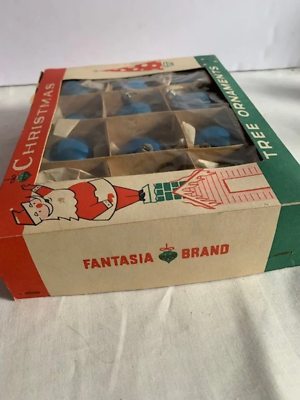 CHRISTMAS
TREE ORNAMENTS
FANTASIA BRAND